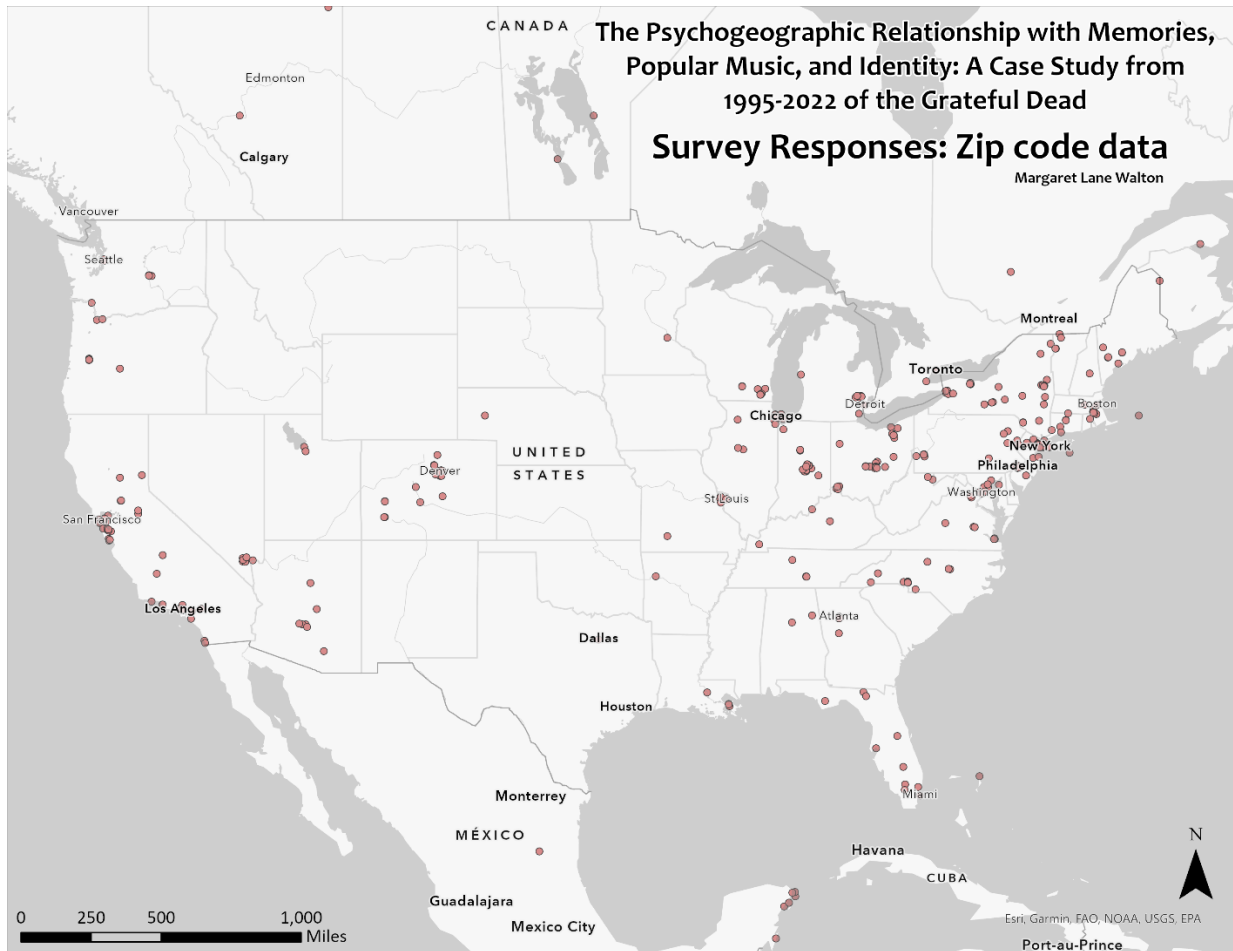 The Psychogeographic Relationship with Memories,
Popular Music, and Identity: A Case Study from
1995-2022 of the Grateful Dead
Survey Responses: Zip code data
Margaret Lane Walton
CANADA
Edmonton
Calgary
Vancouver
Seattle
Montreal
Toronto
Detroit
Boston
Chicago
New York
Philadelphia
UNITED
STATES
Denver
St Louis
Washington
San Francisco
Los Angeles
Atlanta
Dallas
Houston
Miami
Monterrey
MÉXICO
Havana
CUBA
Guadalajara
Mexico City
Port-au-Prince
N
0 250 500 1,000
Miles
Esri, Garmin, FAO, NOAA, USGS, EPA